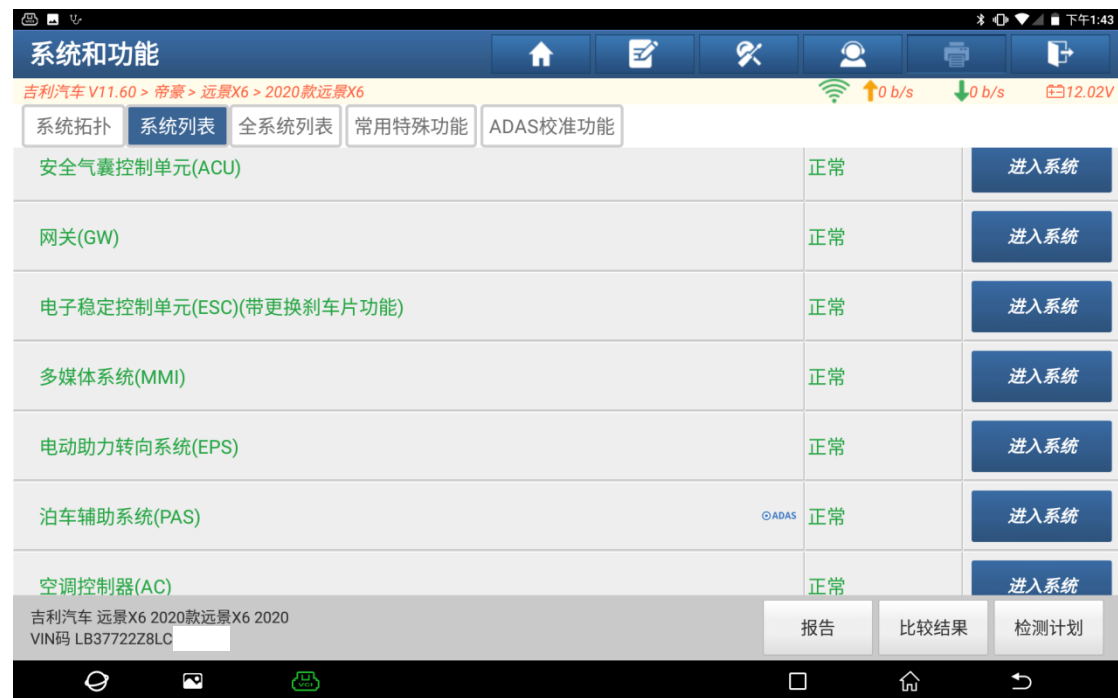 下午1:43
系统和功能
吉利汽车 V11.60 > 帝豪 > 远景X6 > 2020款远景X6 0 b/s 0 b/s 12.02V
系统拓扑 系统列表 全系统列表 常用特殊功能 ADAS校准功能
安全气囊控制单元(ACU) 正常 进入系统
网关(GW) 正常 进入系统
电子稳定控制单元(ESC)(带更换刹车片功能) 正常 进入系统
多媒体系统(MMI) 正常 进入系统
电动助力转向系统(EPS) 正常 进入系统
泊车辅助系统(PAS) ADAS 正常 进入系统
空调控制器(AC) 正常 进入系统
吉利汽车 远景X6 2020款远景X6 2020
VIN码 LB37722Z8LC
报告 比较结果 检测计划
VCI